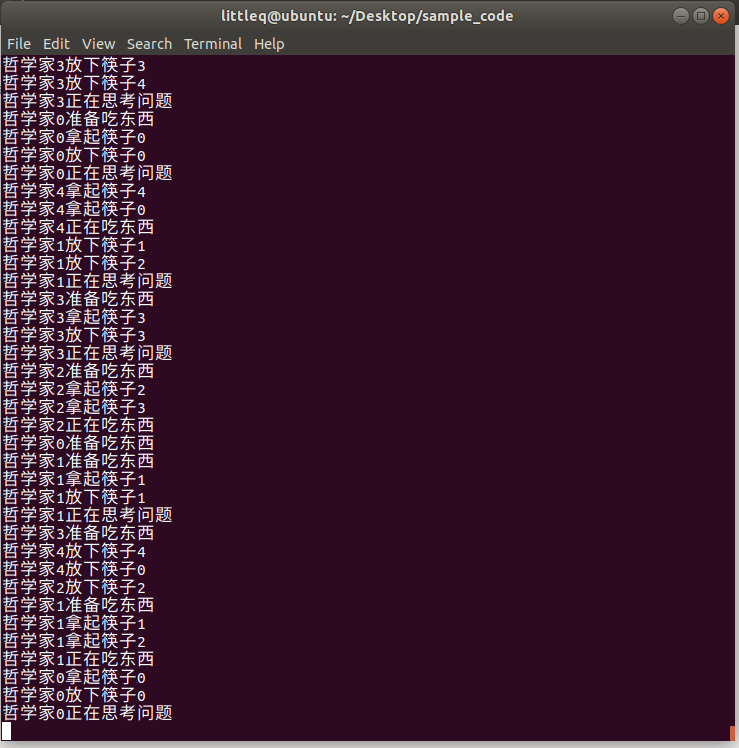 littleq@ubuntu: ~/Desktop/sample_code
File Edit View Search Terminal Help
哲学家3放下筷子3
哲学家3放下筷子4
哲学家3正在思考问题
哲学家0准备吃东西
哲学家0拿起筷子0
哲学家0放下筷子0
哲学家0正在思考问题
哲学家4拿起筷子4
哲学家4拿起筷子0
哲学家4正在吃东西
哲学家1放下筷子1
哲学家1放下筷子2
哲学家1正在思考问题
哲学家3准备吃东西
哲学家3拿起筷子3
哲学家3放下筷子3
哲学家3正在思考问题
哲学家2准备吃东西
哲学家2拿起筷子2
哲学家2拿起筷子3
哲学家2正在吃东西
哲学家0准备吃东西
哲学家1准备吃东西
哲学家1拿起筷子1
哲学家1放下筷子1
哲学家1正在思考问题
哲学家3准备吃东西
哲学家4放下筷子4
哲学家4放下筷子0
哲学家2放下筷子2
哲学家1准备吃东西
哲学家1拿起筷子1
哲学家1拿起筷子2
哲学家1正在吃东西
哲学家0拿起筷子0
哲学家0放下筷子0
哲学家0正在思考问题